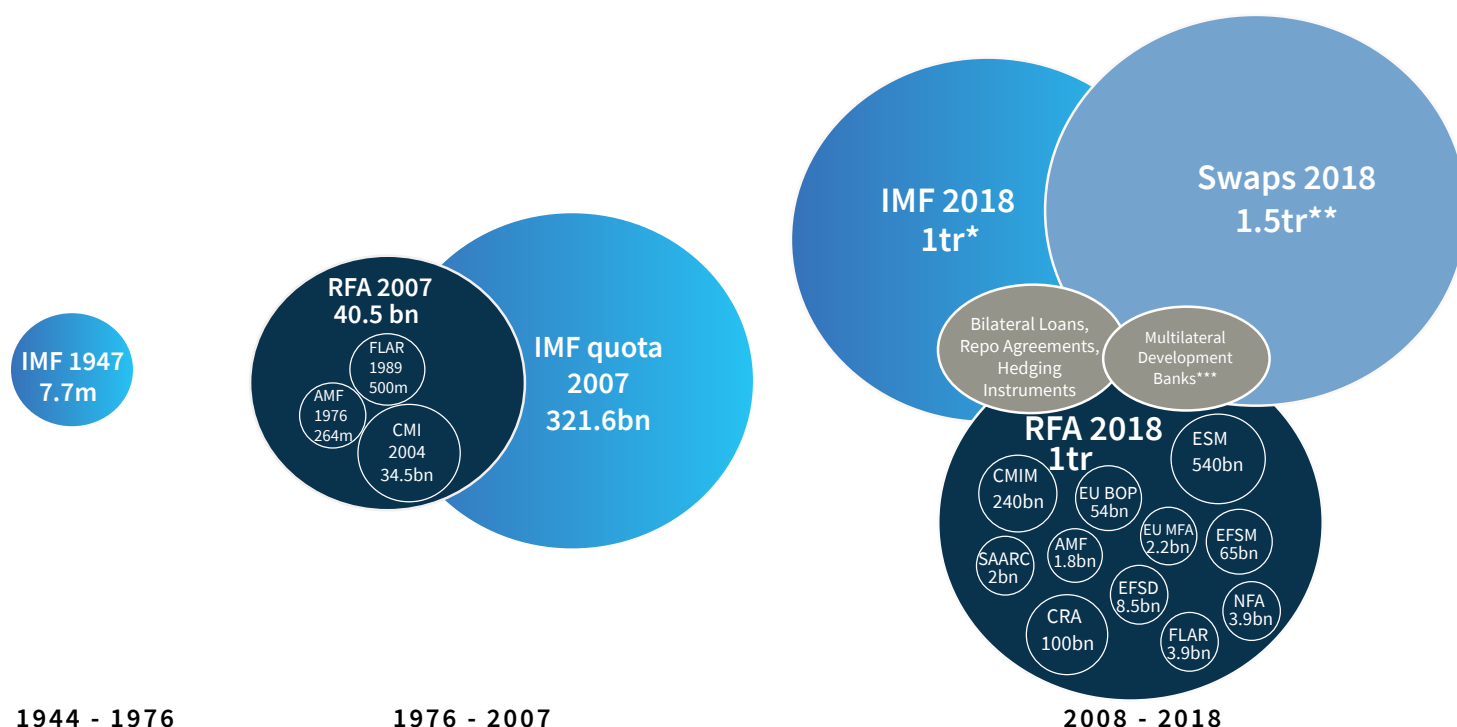 IMF 1947
7.7m
RFA 2007
40.5 bn
FLAR
1989
500m
AMF
1976
264m
CMI
2004
34.5bn
IMF quota
2007
321.6bn
IMF 2018
1tr*
Swaps 2018
1.5tr**
Bilateral Loans,
Repo Agreements,
Hedging
Instruments
Multilateral
Development
Banks***
RFA 2018
1tr
ESM
540bn
CMIM
240bn
EU BOP
54bn
EU MFA
2.2bn
EFSM
65bn
SAARC
2bn
AMF
1.8bn
EFSD
8.5bn
NFA
3.9bn
CRA
100bn
FLAR
3.9bn
1944 - 1976
1976 - 2007
2008 - 2018